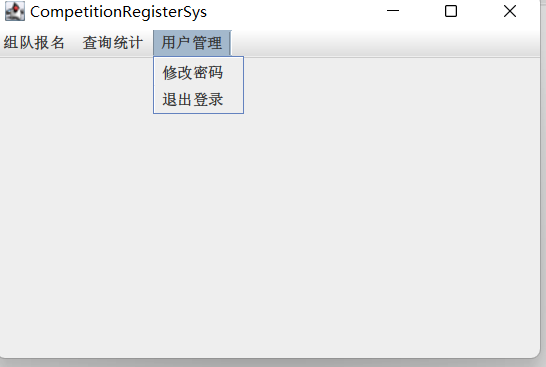 CompetitionRegisterSys
组队报名 查询统计 用户管理
修改密码
退出登录